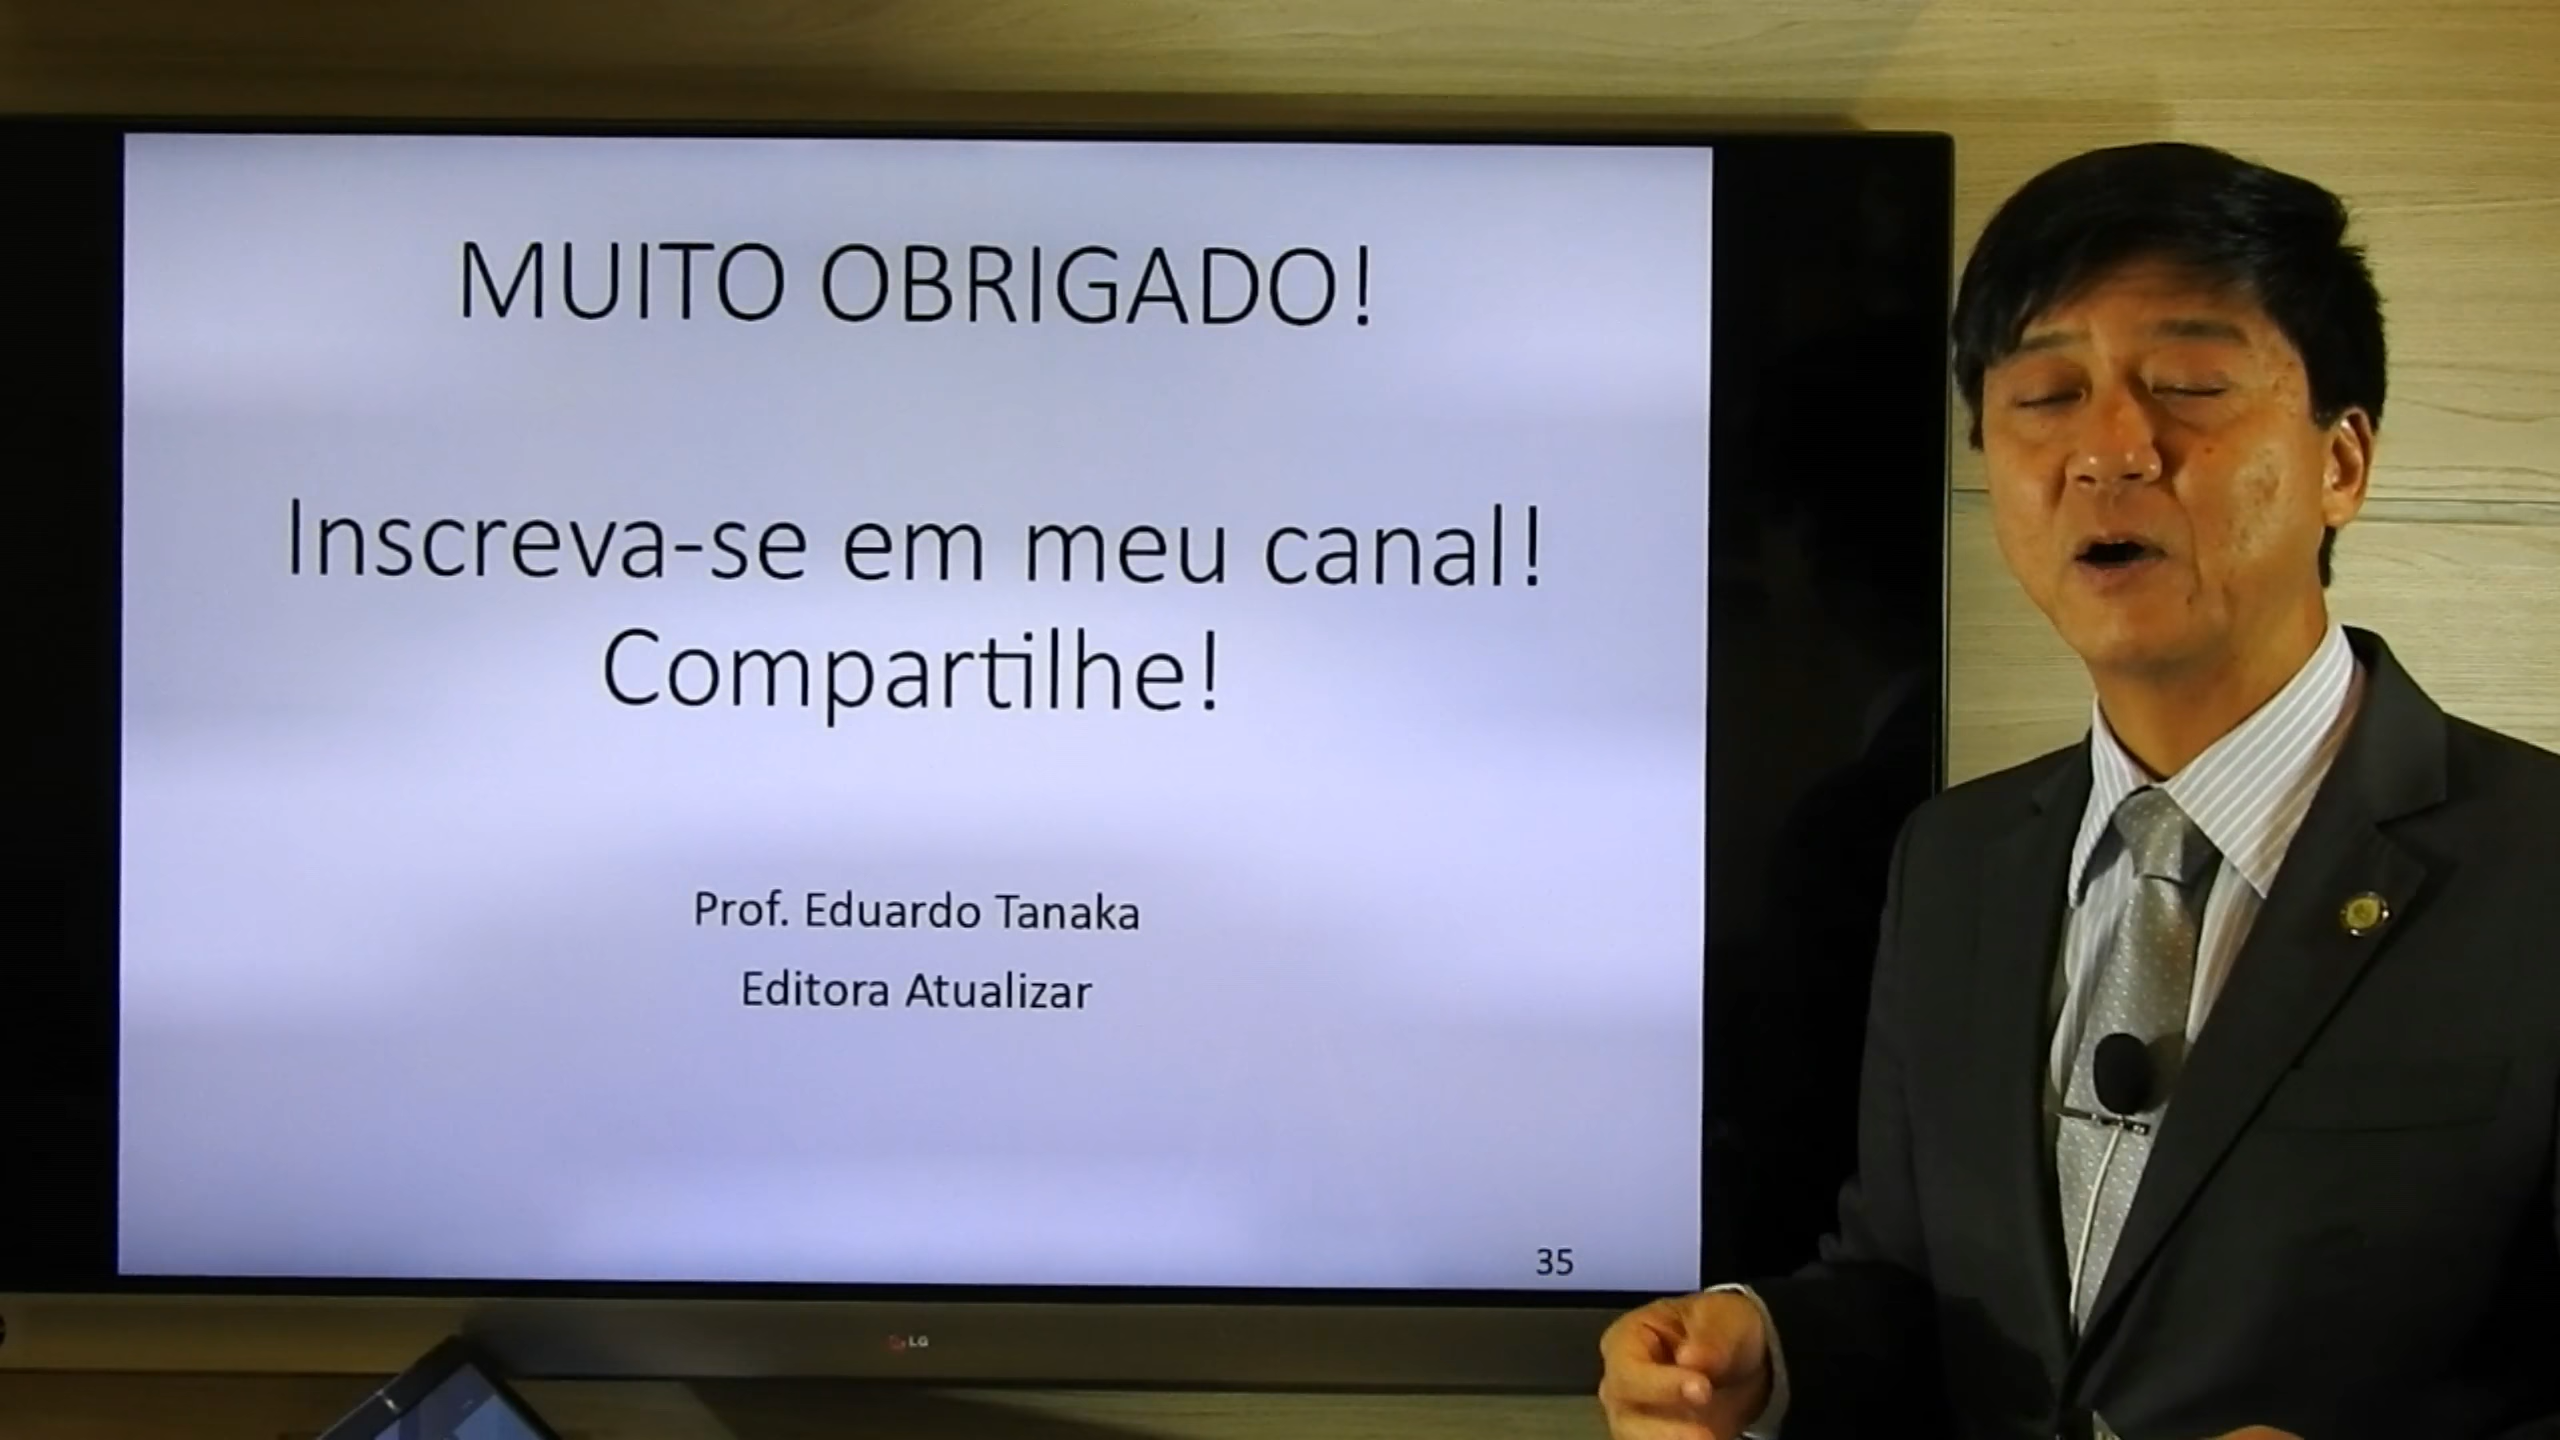 MUITO OBRIGADO!
Inscreva-se em meu canal!
Compartilhe!
Prof. Eduardo Tanaka
Editora Atualizar
35
LG